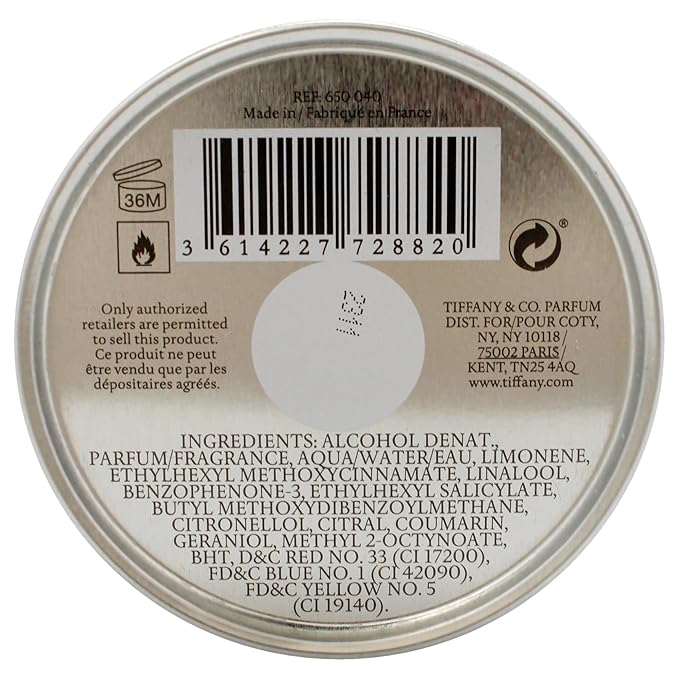 REF: 650 040
Made in / Fabriqué en France
36M
3 614227 728820
®
Only authorized
retailers are permitted
to sell this product.
Ce produit ne peut
être vendu que par les
dépositaires agréés.
TIFFANY & CO. PARFUM
DIST. FOR/POUR COTY,
NY, NY 10118/
75002 PARIS/
KENT, TN25 4AQ
www.tiffany.com
INGREDIENTS: ALCOHOL DENAT.,
PARFUM/FRAGRANCE, AQUA/WATER/EAU, LIMONENE,
ETHYLHEXYL METHOXYCINNAMATE, LINALOOL,
BENZOPHENONE-3, ETHYLHEXYL SALICYLATE,
BUTYL METHOXYDIBENZOYLMETHANE,
CITRONELLOL, CITRAL, COUMARIN,
GERANIOL, METHYL 2-OCTYNOATE,
BHT, D&C RED NO. 33 (CI 17200),
FD&C BLUE NO. 1 (CI 42090),
FD&C YELLOW NO. 5
(CI 19140).